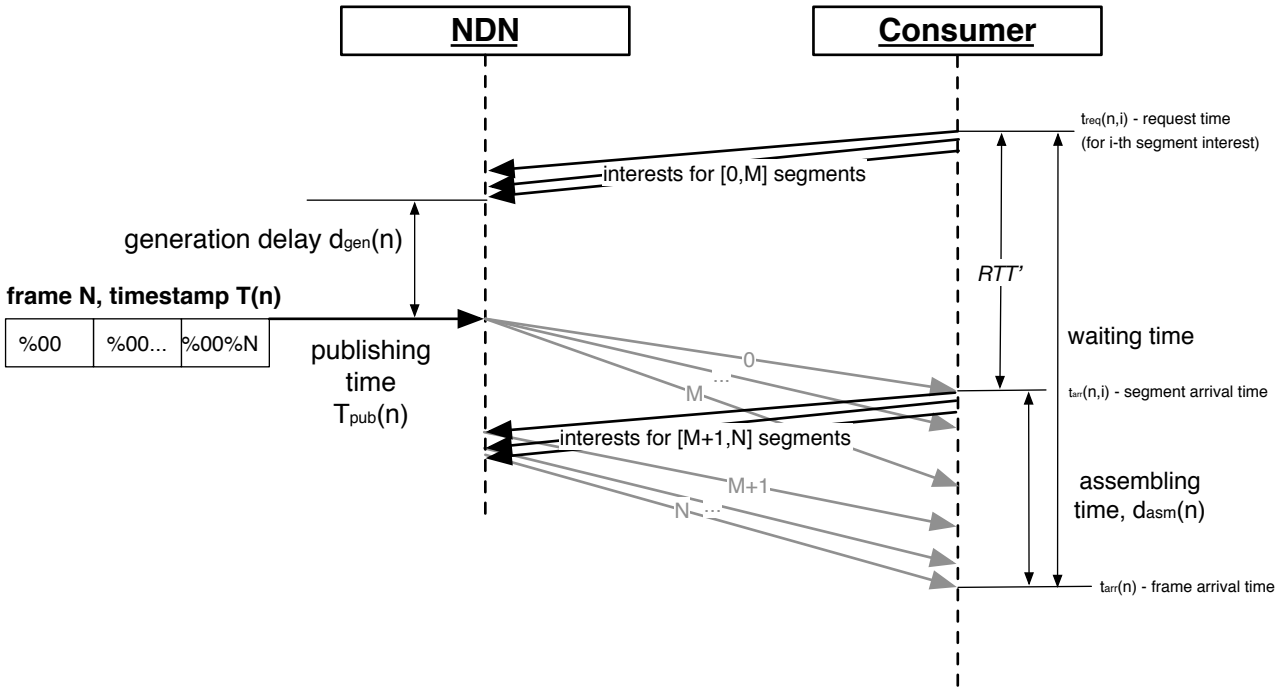 NDN
Consumer
treq(n,i) - request time
(for i-th segment interest)
interests for [0,M] segments
generation delay dgen(n)
RTT'
frame N, timestamp T(n)
%00
%00...
%00%N
publishing
time
Tpub(n)
waiting time
0
...
M
tarr(n,i) - segment arrival time
interests for [M+1,N] segments
M+1
N
...
assembling
time, dasm(n)
tarr(n) - frame arrival time